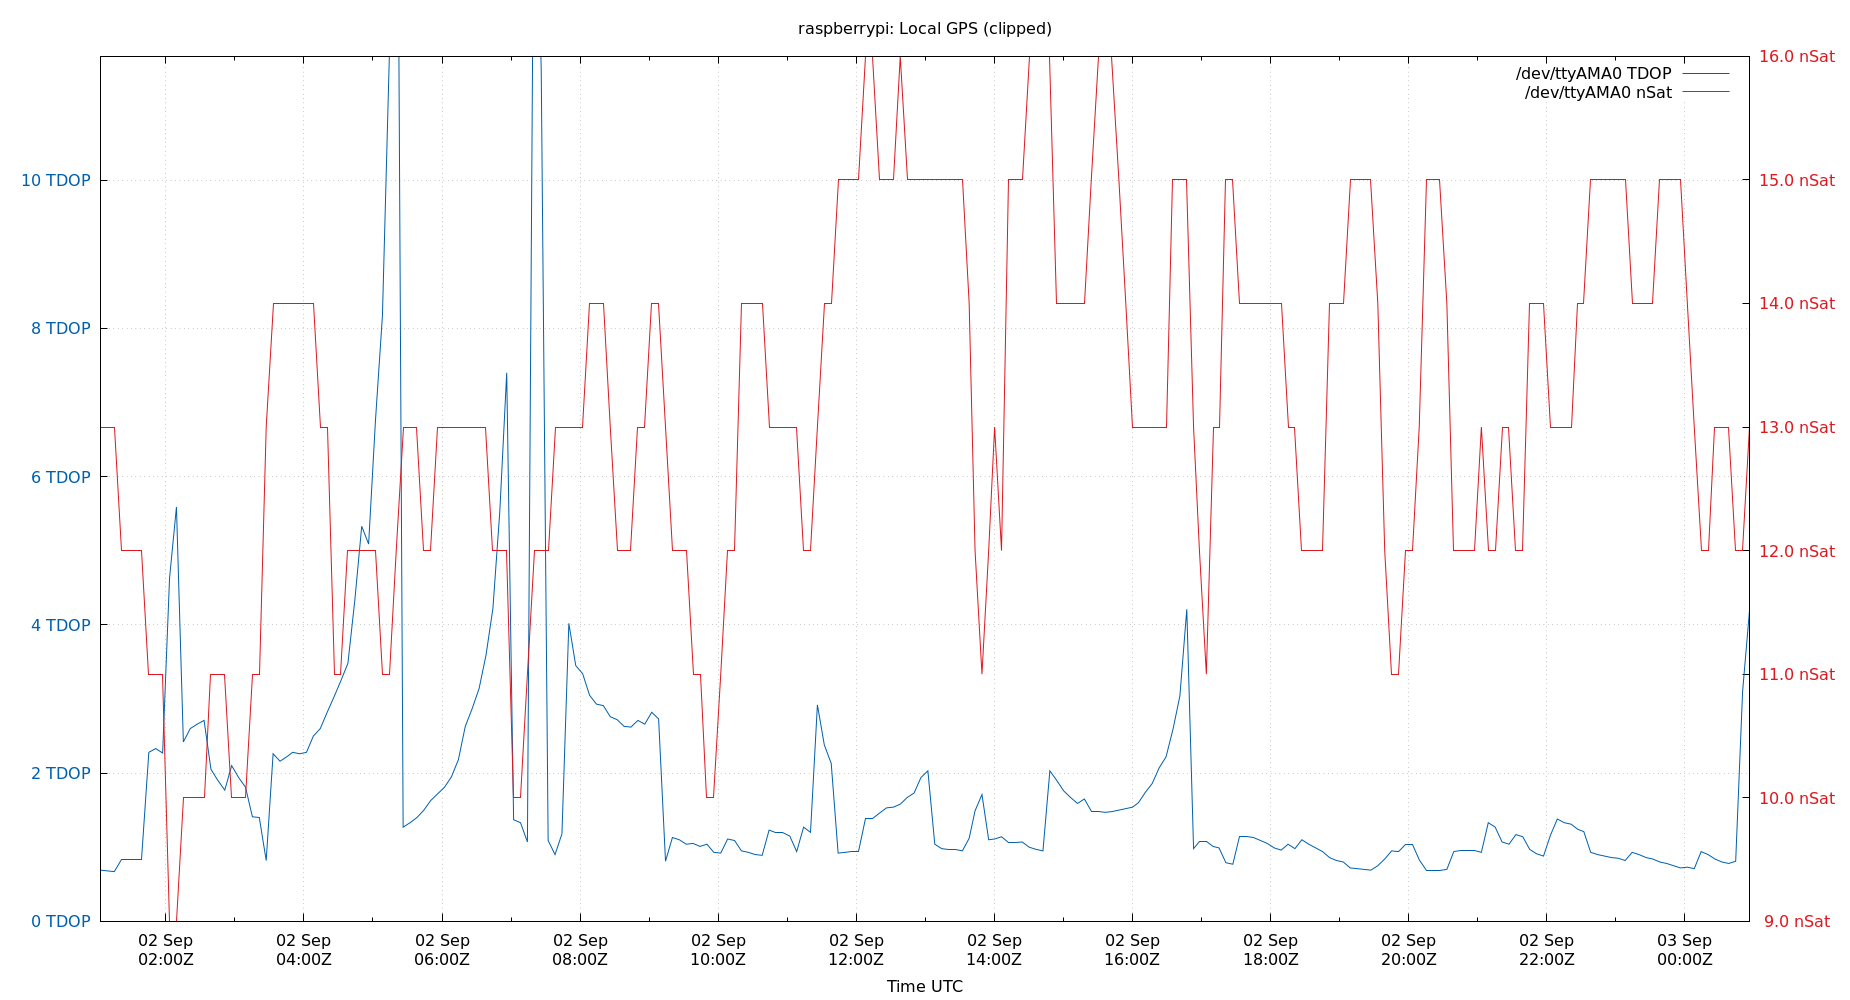 raspberrypi: Local GPS (clipped)
/dev/ttyAMA0 TDOP
/dev/ttyAMA0 nSat
10 TDOP
8 TDOP
6 TDOP
4 TDOP
2 TDOP
0 TDOP
16.0 nSat
15.0 nSat
14.0 nSat
13.0 nSat
12.0 nSat
11.0 nSat
10.0 nSat
9.0 nSat
02 Sep 02 Sep 02 Sep 02 Sep 02 Sep 02 Sep 02 Sep 02 Sep 02 Sep 02 Sep 02 Sep 03 Sep
02:00Z 04:00Z 06:00Z 08:00Z 10:00Z 12:00Z 14:00Z 16:00Z 18:00Z 20:00Z 22:00Z 00:00Z
Time UTC